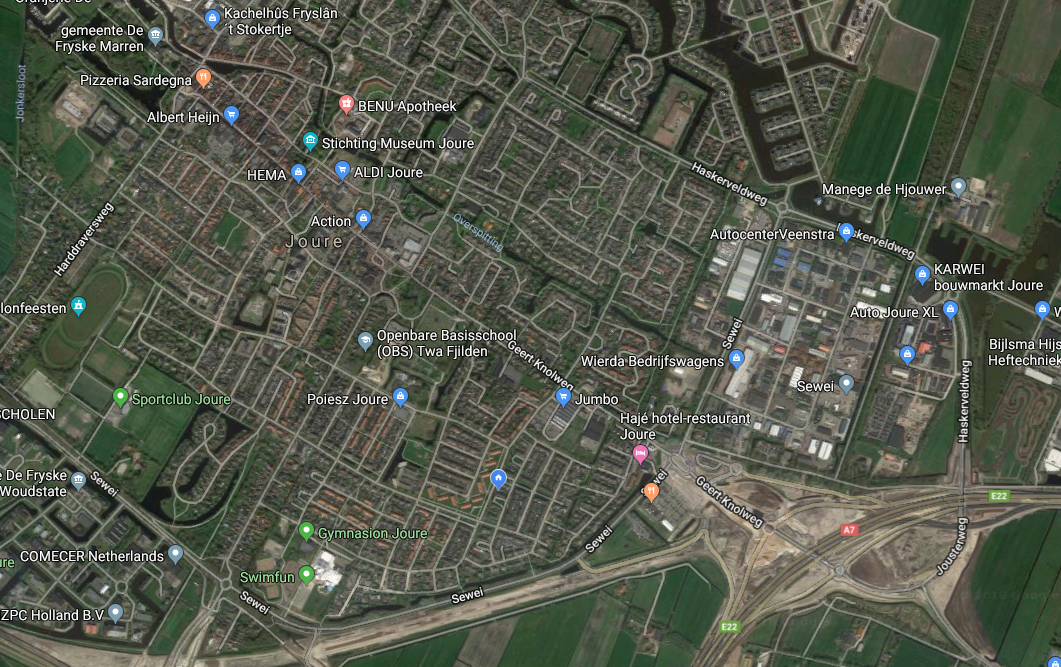 Kachelhûs Fryslân
't Stokertje
gemeente De
Fryske Marren
Jonkersloot
Pizzeria Sardegna
BENU Apotheek
Albert Heijn
Stichting Museum Joure
HEMA
ALDI Joure
Haskerveldweg
Manege de Hjouwer
Action
Overspitting
AutocenterVeenstra
Haskerveldweg
Joure
Harddraversweg
KARWEI
bouwmarkt Joure
lonfeesten
Auto Joure XL
W
Openbare Basisschool
(OBS) Twa Fjilden
Sewei
Geert Knolweg
Wierda Bedrijfswagens
Bijlsma Hijs
Heftechniek
Sewei
Sportclub Joure
Poiesz Joure
Jumbo
Haskerveldweg
SCHOLEN
Hajé hotel-restaurant
Joure
e De Fryske
Woudstate
Sewei
Sewei
Geert Knolweg
E22
A7
Gymnasion Joure
Sewei
Jousterweg
COMECER Netherlands
ure
Swimfun
Sewei
Sewei
ZPC Holland B.V
E22